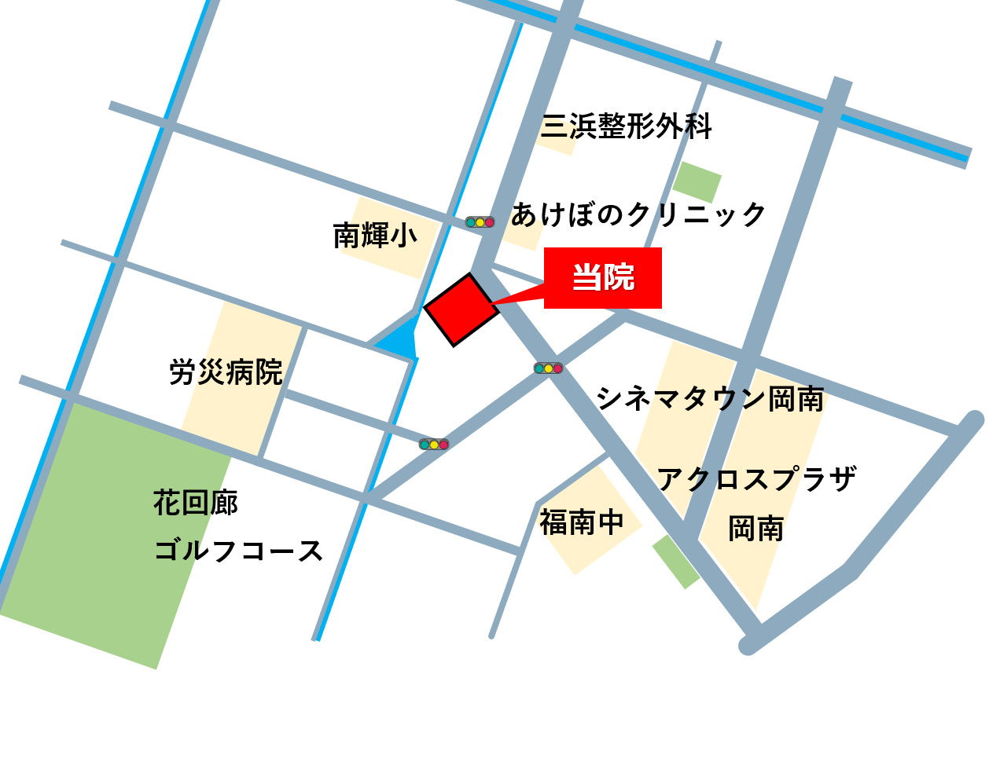 三浜整形外科
あけぼのクリニック
南輝小
当院
労災病院
シネマタウン岡南
アクロスプラザ
岡南
花回廊
ゴルフコース
福南中